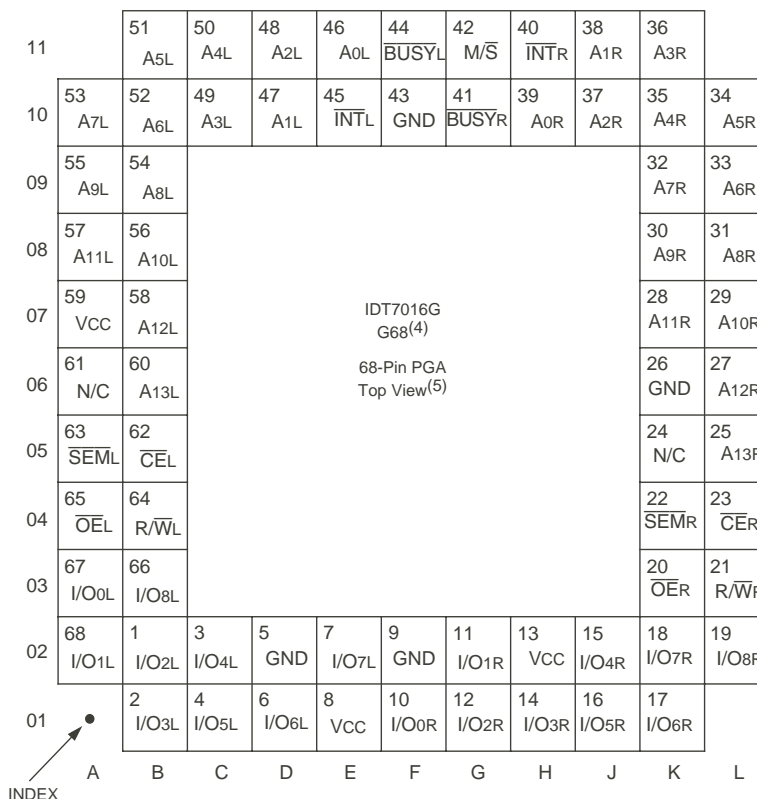 11 51 A5L 50 A4L 48 A2L 46 A0L 44 BUSYL 42 M/S 40 INTR 38 A1R 36 A3R
10 53 A7L 52 A6L 49 A3L 47 A1L 45 INTL 43 GND 41 BUSYR 39 A0R 37 A2R 35 A4R 34 A5R
09 55 A9L 54 A8L 32 A7R 33 A6R
08 57 A11L 56 A10L 30 A9R 31 A8R
07 59 VCC 58 A12L 28 A11R 29 A10R
IDT7016G
G68(4)
68-Pin PGA
Top View(5)
06 61 N/C 60 A13L 26 GND 27 A12R
05 63 SEML 62 CEL 24 N/C 25 A13R
04 65 OEL 64 R/WL 22 SEMR 23 CER
03 67 I/O0L 66 I/O8L 20 OER 21 R/WR
02 68 I/O1L 1 I/O2L 3 I/O4L 5 GND 7 I/O7L 9 GND 11 I/O1R 13 VCC 15 I/O4R 18 I/O7R 19 I/O8R
01 2 I/O3L 4 I/O5L 6 I/O6L 8 VCC 10 I/O0R 12 I/O2R 14 I/O3R 16 I/O5R 17 I/O6R
A B C D E F G H J K L
INDEX